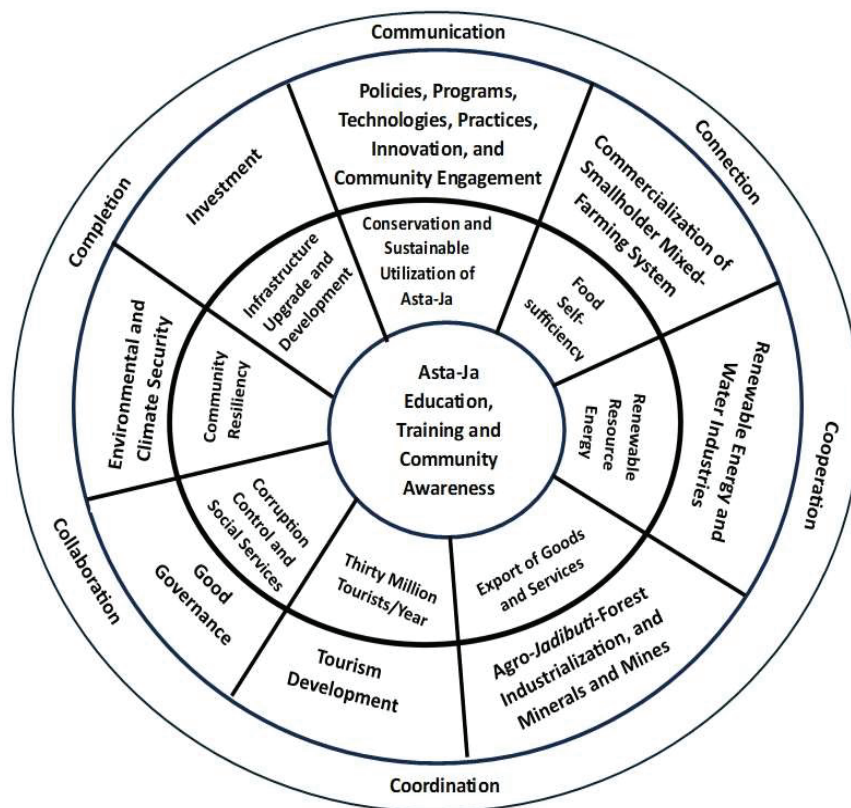 Communication
Connection
Cooperation
Coordination
Collaboration
Completion
Policies, Programs,
Technologies, Practices,
Innovation, and
Community Engagement
Commercialization of
Smallholder Mixed-
Farming System
Renewable Energy and
Water Industries
Agro-Jadibuti-Forest
Industrialization, and
Minerals and Mines
Tourism
Development
Good
Governance
Environmental and
Climate Security
Investment
Conservation and
Sustainable
Utilization of
Asta-Ja
Food
Self-
sufficiency
Renewable
Resource
Energy
Export of Goods
and Services
Thirty Million
Tourists/Year
Corruption
Control and
Social Services
Community
Resiliency
Infrastructure
Upgrade and
Development
Asta-Ja
Education,
Training and
Community
Awareness